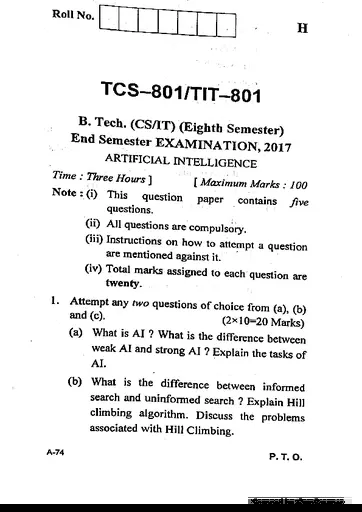 Roll No.
H
TCS–801/TIT–801
B. Tech. (CS/IT) (Eighth Semester)
End Semester EXAMINATION, 2017
ARTIFICIAL INTELLIGENCE
Time : Three Hours ] [ Maximum Marks : 100
Note : (i) This question paper contains five
questions.
(ii) All questions are compulsory.
(iii) Instructions on how to attempt a question
are mentioned against it.
(iv) Total marks assigned to each question are
twenty.
1. Attempt any two questions of choice from (a), (b)
and (c). (2×10=20 Marks)
(a) What is AI ? What is the difference between
weak AI and strong AI ? Explain the tasks of
AI.
(b) What is the difference between informed
search and uninformed search ? Explain Hill
climbing algorithm. Discuss the problems
associated with Hill Climbing.
A-74 P. T. O.